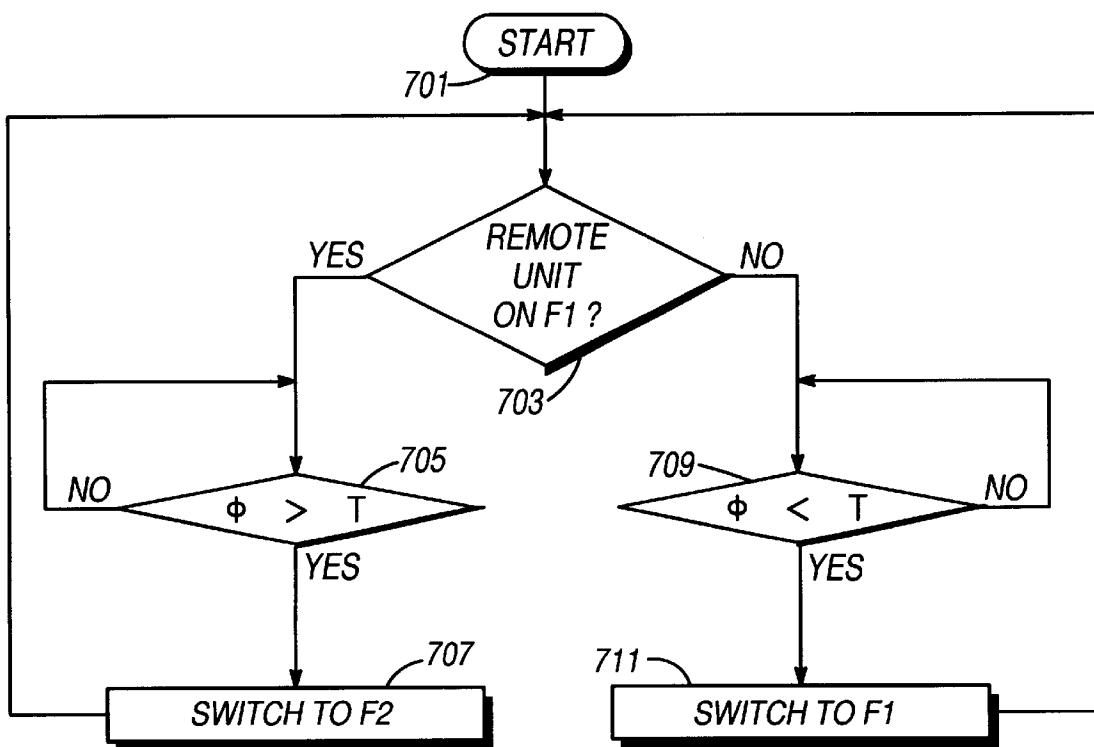 START
701
REMOTE
UNIT
ON F1 ?
YES
NO
703
705
709
NO
Φ > T
Φ < T
NO
YES
YES
707
711
SWITCH TO F2
SWITCH TO F1